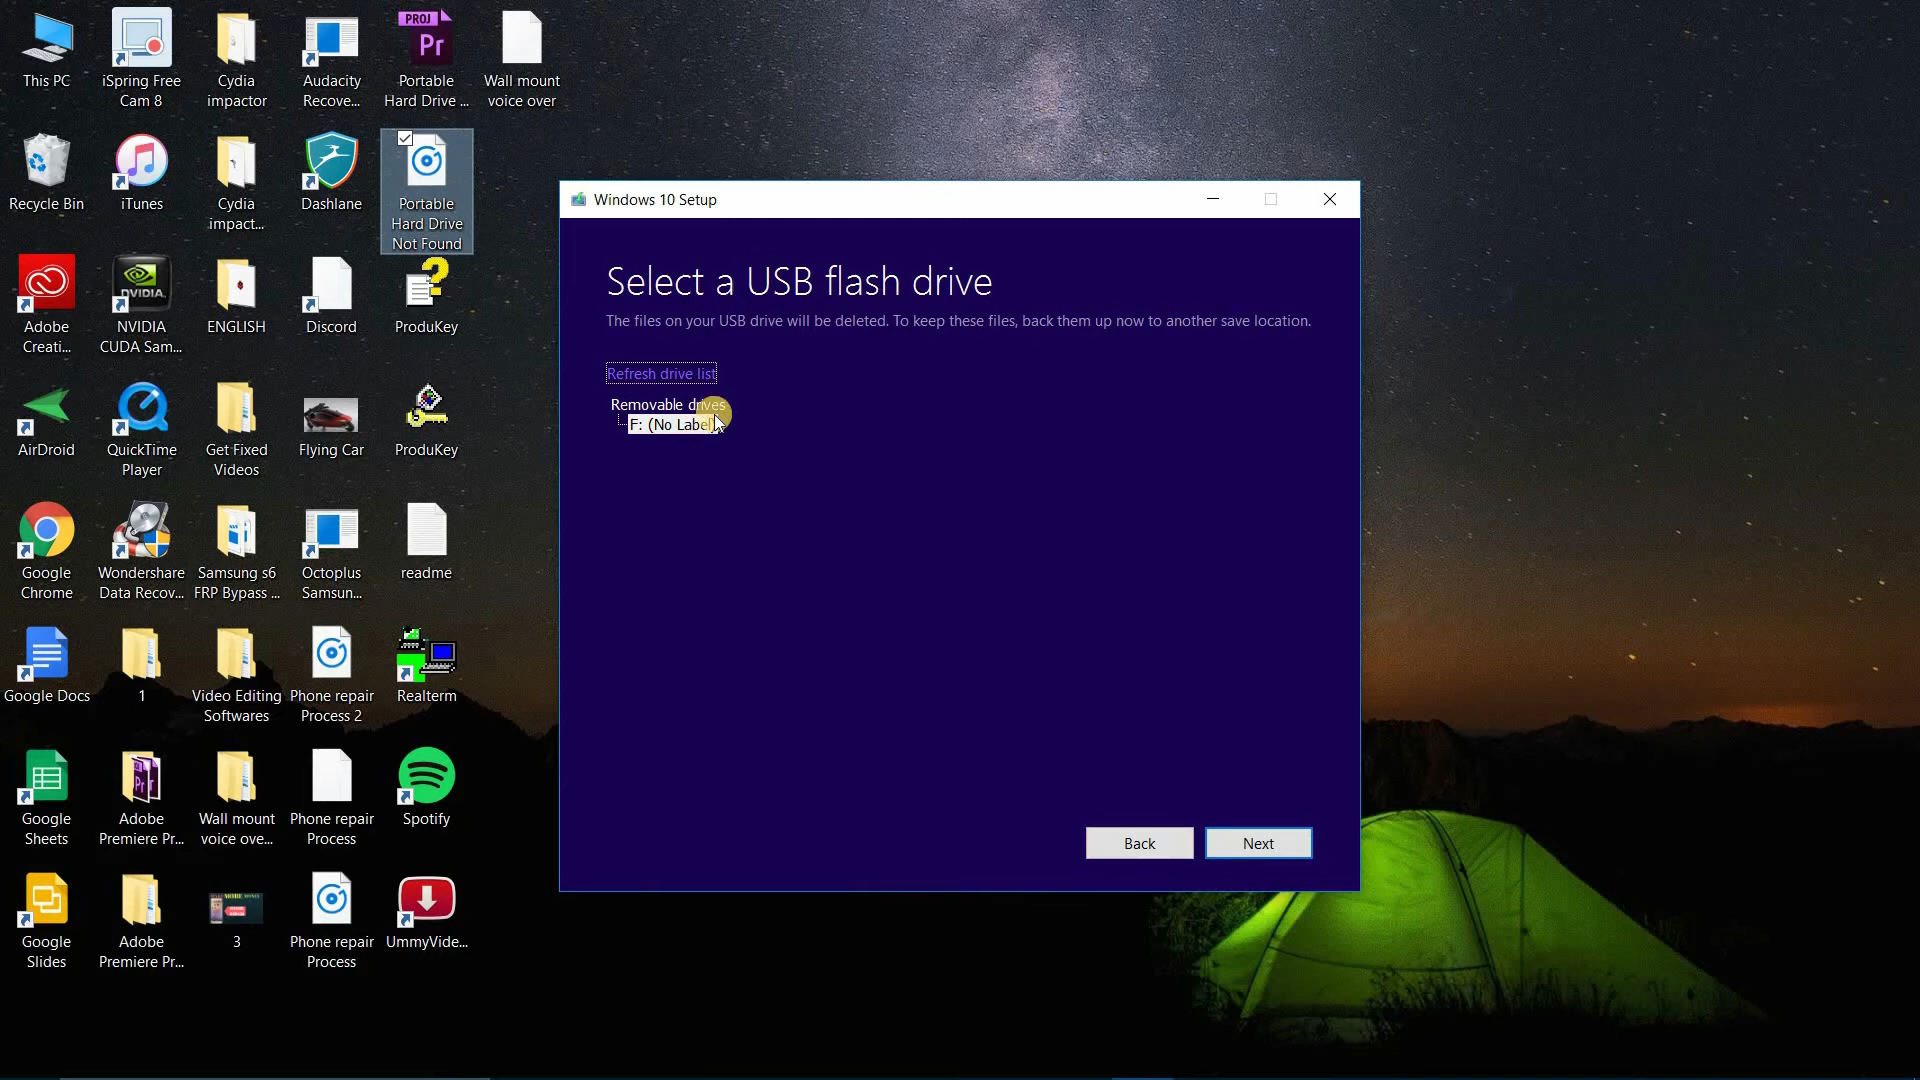 This PC
iSpring Free
Cam 8
Cydia
impactor
Audacity
Recove...
PROJ
Pr
Portable
Hard Drive ...
Wall mount
voice over
Recycle Bin
iTunes
Cydia
impact...
Dashlane
Portable
Hard Drive
Not Found
Adobe
Creati...
NVIDIA.
NVIDIA
CUDA Sam...
ENGLISH
Discord
ProduKey
AirDroid
QuickTime
Player
Get Fixed
Videos
Flying Car
ProduKey
Google
Chrome
Wondershare
Data Recov...
Samsung s6
FRP Bypass ...
Octoplus
Samsun...
readme
Google Docs
1
Video Editing
Softwares
Phone repair
Process 2
Realterm
Google
Sheets
Adobe
Premiere Pr...
Wall mount
voice ove...
Phone repair
Process
Spotify
Google
Slides
Adobe
Premiere Pr...
3
Phone repair
Process
UmmyVide...
Windows 10 Setup
Select a USB flash drive
The files on your USB drive will be deleted. To keep these files, back them up now to another save location.
Refresh drive list
Removable drives
F: (No Label)
Back
Next